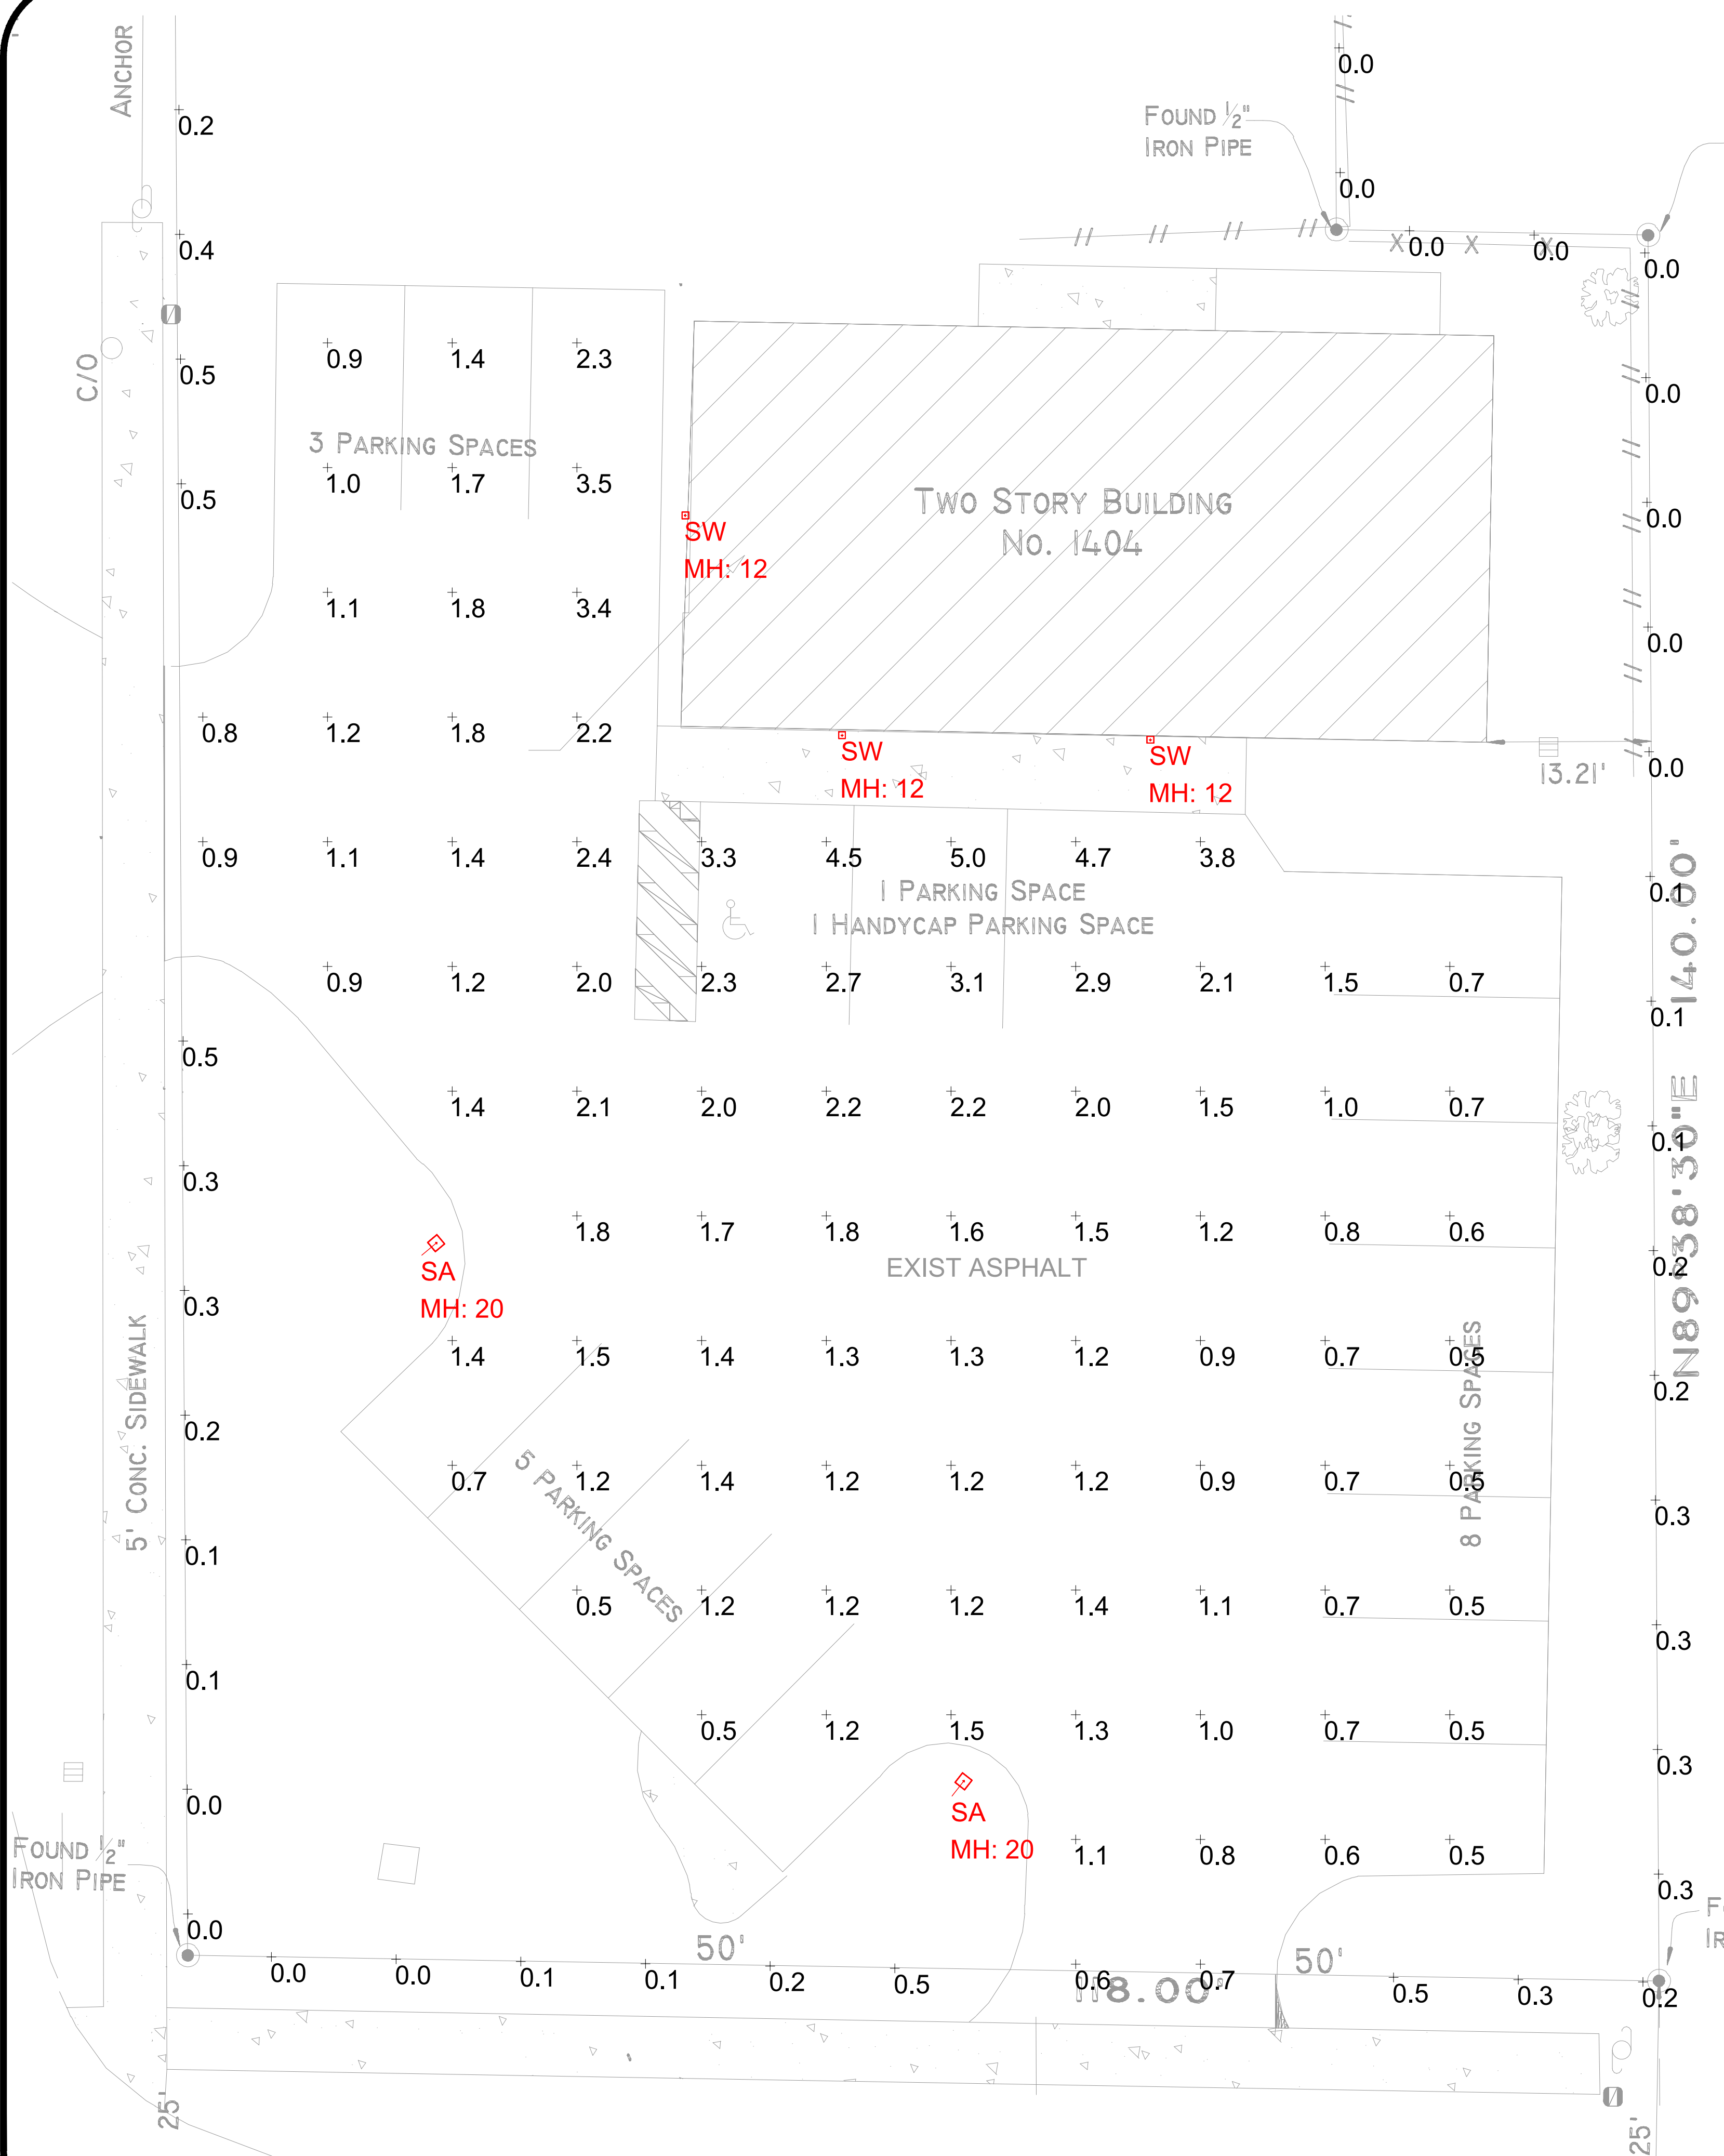 ANCHOR
0.0
FOUND 1/2"
IRON PIPE
0.2
0.0
0.4
0.0 0.0 0.0
C/O
0.5 0.9 1.4 2.3
0.0
3 PARKING SPACES
0.5 1.0 1.7 3.5
TWO STORY BUILDING
No. 1404
0.0
SW
MH: 12
1.1 1.8 3.4
0.0
0.8 1.2 1.8 2.2
SW
MH: 12
SW
MH: 12
0.0
13.21'
0.9 1.1 1.4 2.4 3.3 4.5 5.0 4.7 3.8
0.1
1 PARKING SPACE
1 HANDYCAP PARKING SPACE
0.9 1.2 2.0 2.3 2.7 3.1 2.9 2.1 1.5 0.7
0.1
N89°38'30"E 140.00'
0.5
1.4 2.1 2.0 2.2 2.2 2.0 1.5 1.0 0.7
0.1
0.3
1.8 1.7 1.8 1.6 1.5 1.2 0.8 0.6
0.2
EXIST ASPHALT
SA
MH: 20
0.3
1.4 1.5 1.4 1.3 1.3 1.2 0.9 0.7 0.5
0.2
5' CONC. SIDEWALK
0.2
0.7 1.2 1.4 1.2 1.2 1.2 0.9 0.7 0.5
0.3
5 PARKING SPACES
8 PARKING SPACES
0.1
0.5 1.2 1.2 1.2 1.4 1.1 0.7 0.5
0.3
0.1
0.5 1.2 1.5 1.3 1.0 0.7 0.5
0.3
0.0
SA
MH: 20
1.1 0.8 0.6 0.5
0.3
FOUND 1/2"
IRON PIPE
0.0
50'
50'
0.0 0.0 0.1 0.1 0.2 0.5 0.6 0.7 0.5 0.3 0.2
118.00'
25'
25'